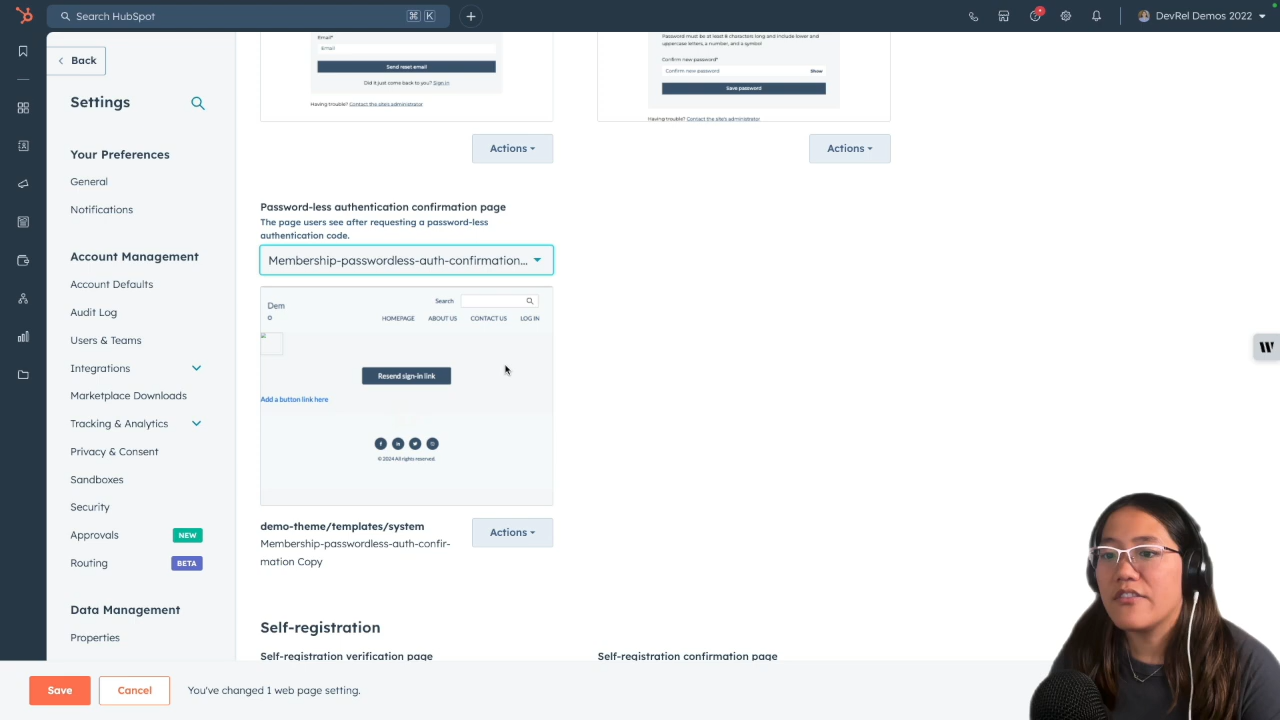 Search HubSpot
⌘ K
DevRel Demos 2022
Back
Settings
Your Preferences
General
Notifications
Account Management
Account Defaults
Audit Log
Users & Teams
Integrations
Marketplace Downloads
Tracking & Analytics
Privacy & Consent
Sandboxes
Security
Approvals NEW
Routing BETA
Data Management
Properties
Email*
Email
Send reset email
Did it just come back to you? Sign in
Having trouble? Contact the site's administrator
Actions
Password must be at least 8 characters long and include lower and
uppercase letters, a number, and a symbol
Confirm new password*
Confirm new password Show
Save password
Having trouble? Contact the site's administrator
Actions
Password-less authentication confirmation page
The page users see after requesting a password-less
authentication code.
Membership-passwordless-auth-confirmation...
Dem
o
Search
HOMEPAGE ABOUT US CONTACT US LOG IN
Resend sign-in link
Add a button link here
© 2024 All rights reserved.
demo-theme/templates/system
Membership-passwordless-auth-confir-
mation Copy
Actions
Self-registration
Self-registration verification page
Self-registration confirmation page
Save
Cancel
You've changed 1 web page setting.
W